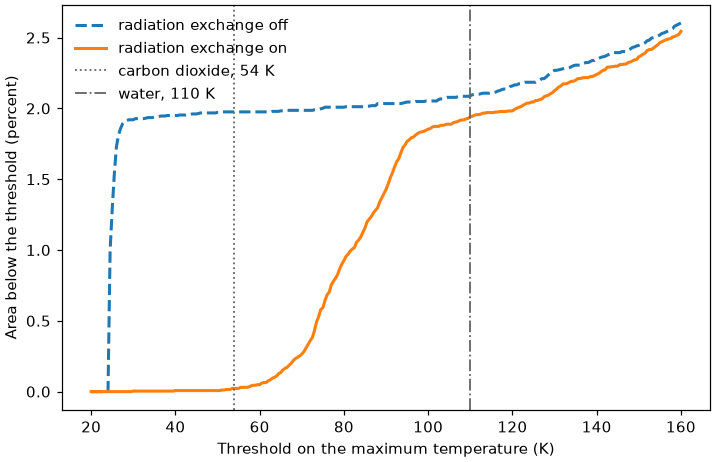 radiation exchange off
radiation exchange on
carbon dioxide, 54 K
water, 110 K
Area below the threshold (percent)
2.5
2.0
1.5
1.0
0.5
0.0
20 40 60 80 100 120 140 160
Threshold on the maximum temperature (K)